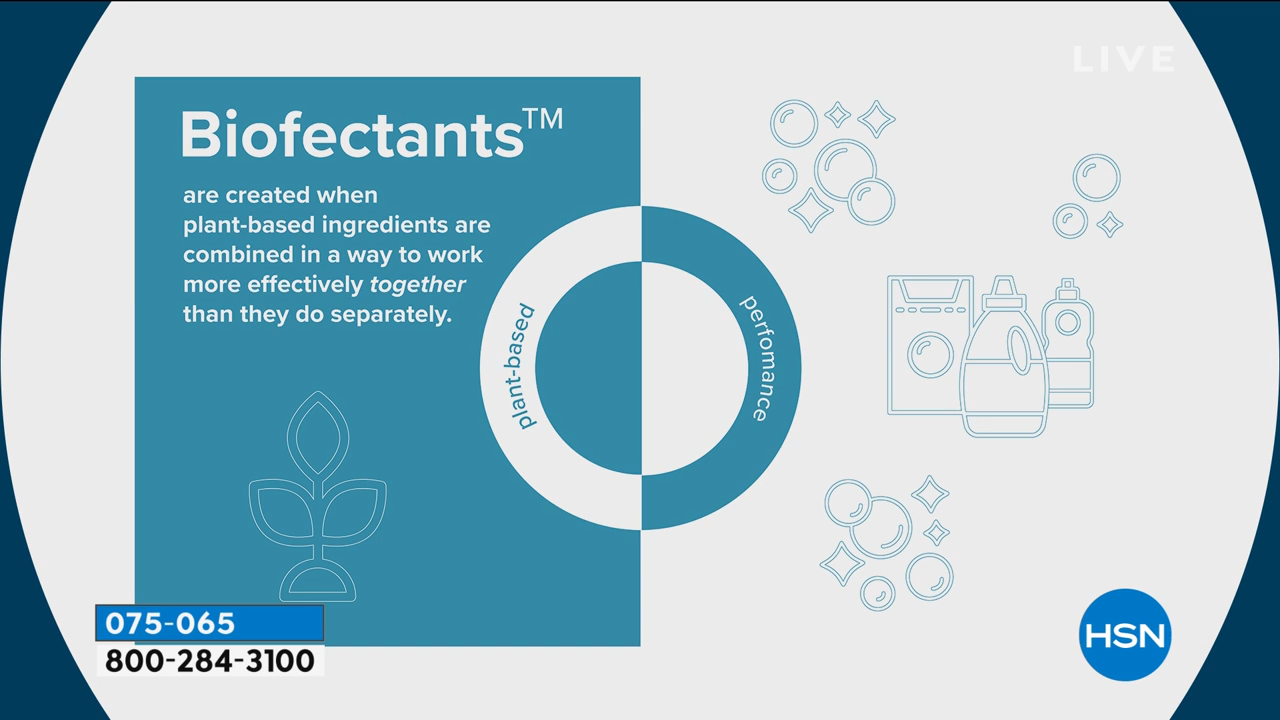 LIVE
Biofectants™
are created when
plant-based ingredients are
combined in a way to work
more effectively together
than they do separately.
plant-based
perfomance
075-065
800-284-3100
HSN